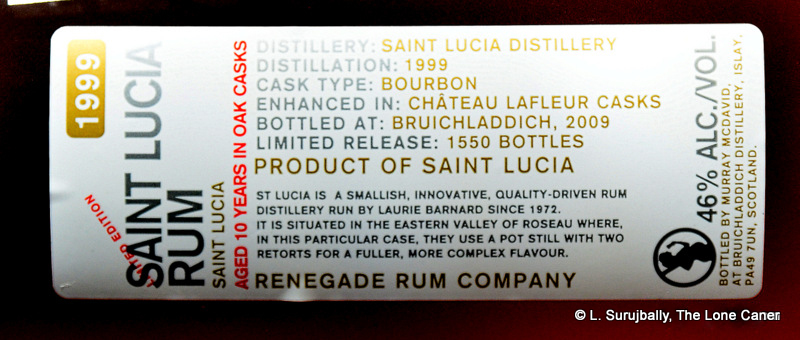 1999
LIMITED EDITION
SAINT LUCIA
RUM
SAINT LUCIA
AGED 10 YEARS IN OAK CASKS
DISTILLERY: SAINT LUCIA DISTILLERY
DISTILLATION: 1999
CASK TYPE: BOURBON
ENHANCED IN: CHÂTEAU LAFLEUR CASKS
BOTTLED AT: BRUICHLADDICH, 2009
LIMITED RELEASE: 1550 BOTTLES
PRODUCT OF SAINT LUCIA
ST LUCIA IS A SMALLISH, INNOVATIVE, QUALITY-DRIVEN RUM
DISTILLERY RUN BY LAURIE BARNARD SINCE 1972.
IT IS SITUATED IN THE EASTERN VALLEY OF ROSEAU WHERE,
IN THIS PARTICULAR CASE, THEY USE A POT STILL WITH TWO
RETORTS FOR A FULLER, MORE COMPLEX FLAVOUR.
RENEGADE RUM COMPANY
46% ALC./VOL.
BOTTLED BY MURRAY MCDAVID,
AT BRUICHLADDICH DISTILLERY, ISLAY,
PA49 7UN, SCOTLAND.
© L. Surujbally, The Lone Caner